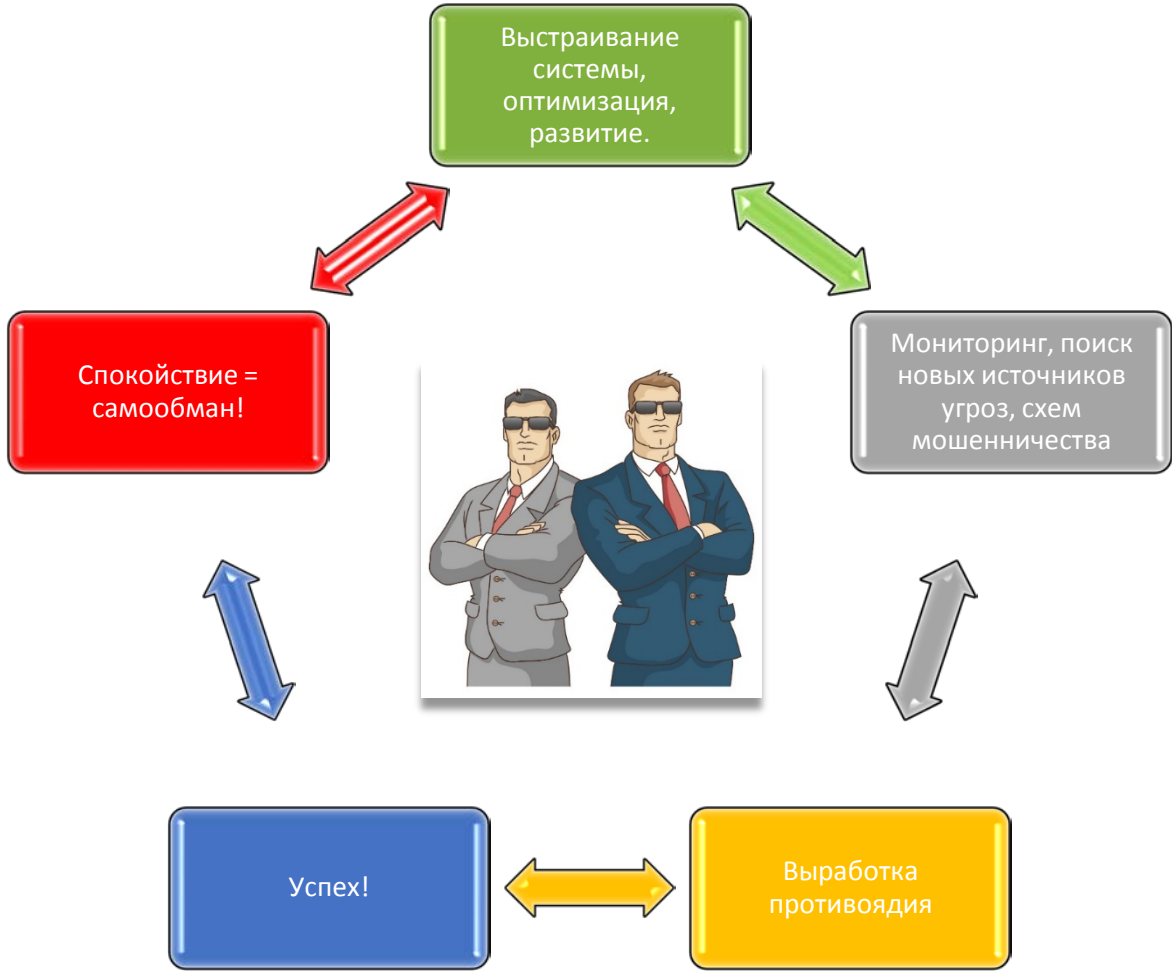 Выстраивание
системы,
оптимизация,
развитие.
Спокойствие =
самообман!
Мониторинг, поиск
новых источников
угроз, схем
мошенничества
Успех!
Выработка
противоядия